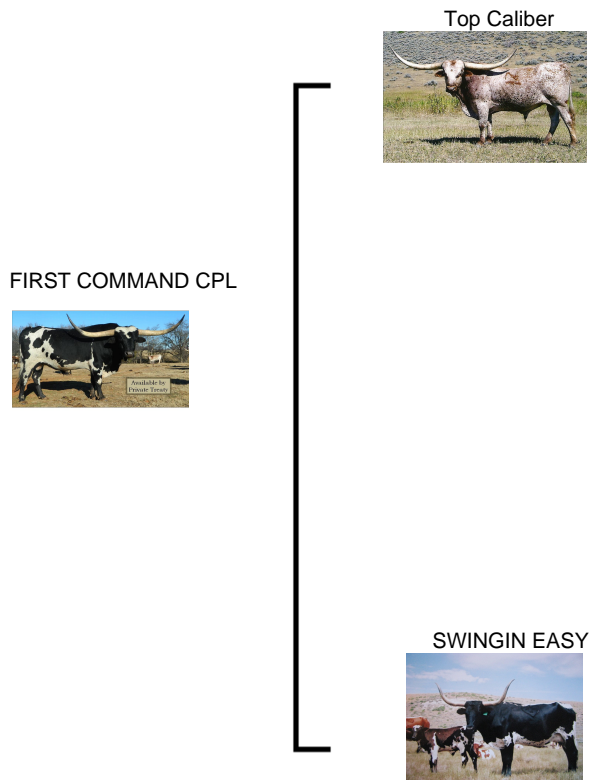 Top Caliber
FIRST COMMAND CPL
Available by
Private Treaty
SWINGIN EASY